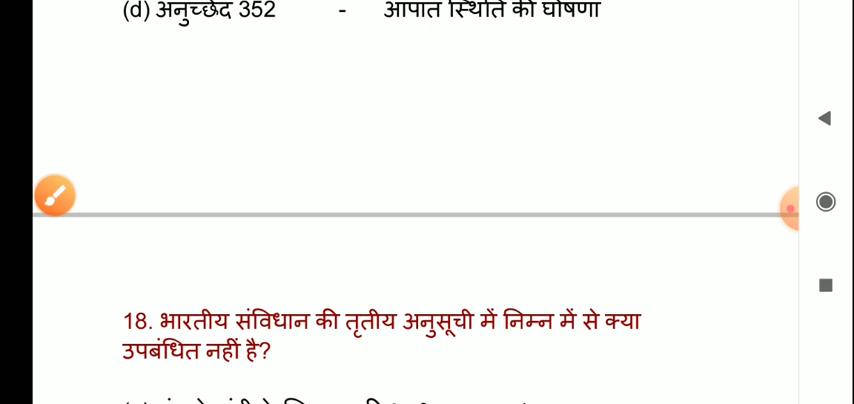 (d) अनुच्छेद 352 - आपात स्थिति की घोषणा
18. भारतीय संविधान की तृतीय अनुसूची में निम्न में से क्या
उपबंधित नहीं है?